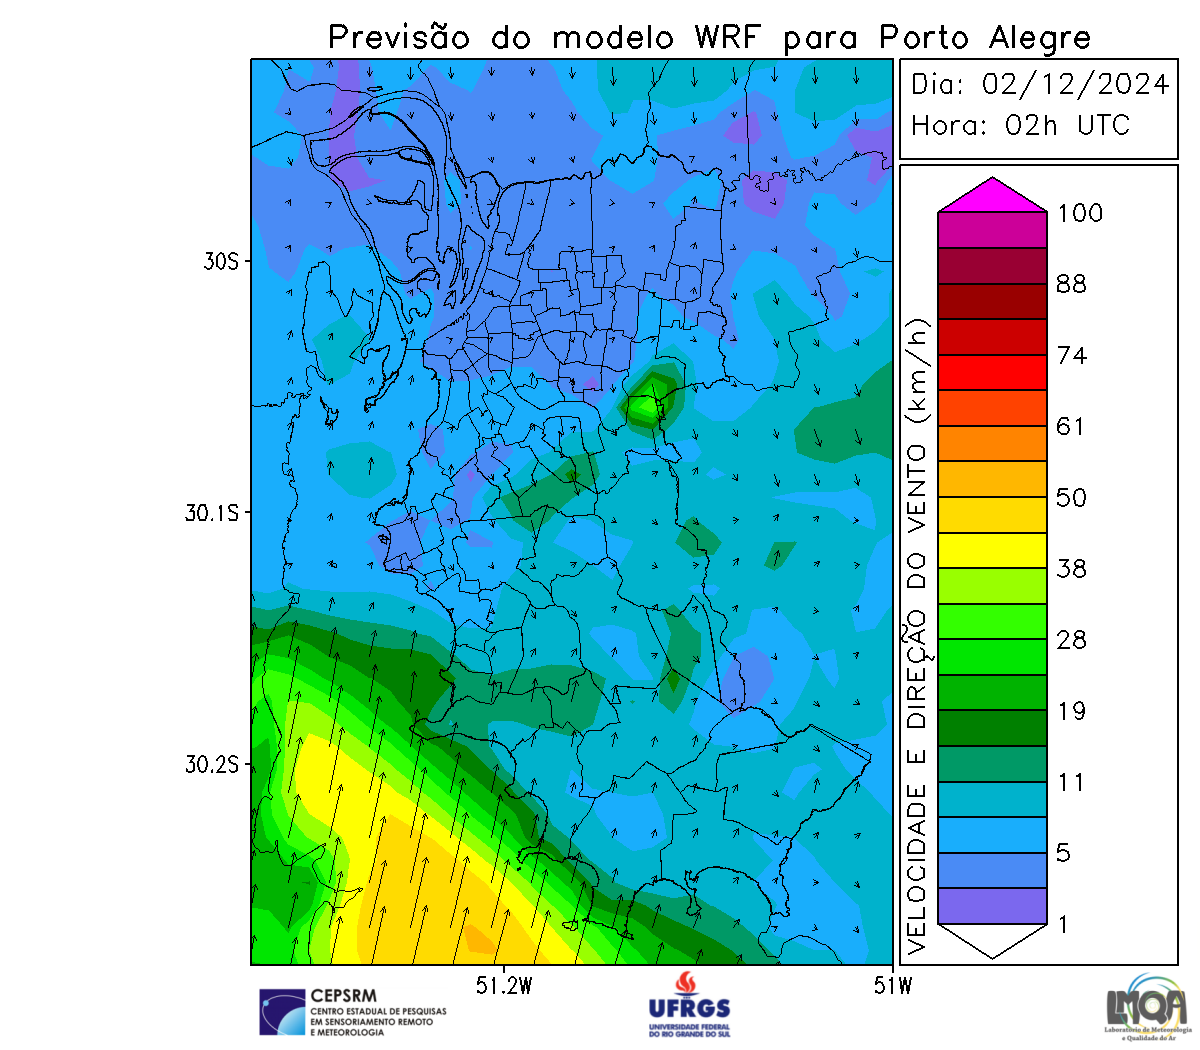 Previsão do modelo WRF para Porto Alegre
Dia: 02/12/2024
Hora: 02h UTC
100
88
74
61
50
38
28
19
11
5
1
VELOCIDADE E DIREÇÃO DO VENTO (km/h)
30S
30.1S
30.2S
51.2W
51W
CEPSRM
CENTRO ESTADUAL DE PESQUISAS
EM SENSORIAMENTO REMOTO
E METEOROLOGIA
UFRGS
UNIVERSIDADE FEDERAL
DO RIO GRANDE DO SUL
LMQA
Laboratório de Meteorologia
e Qualidade do Ar